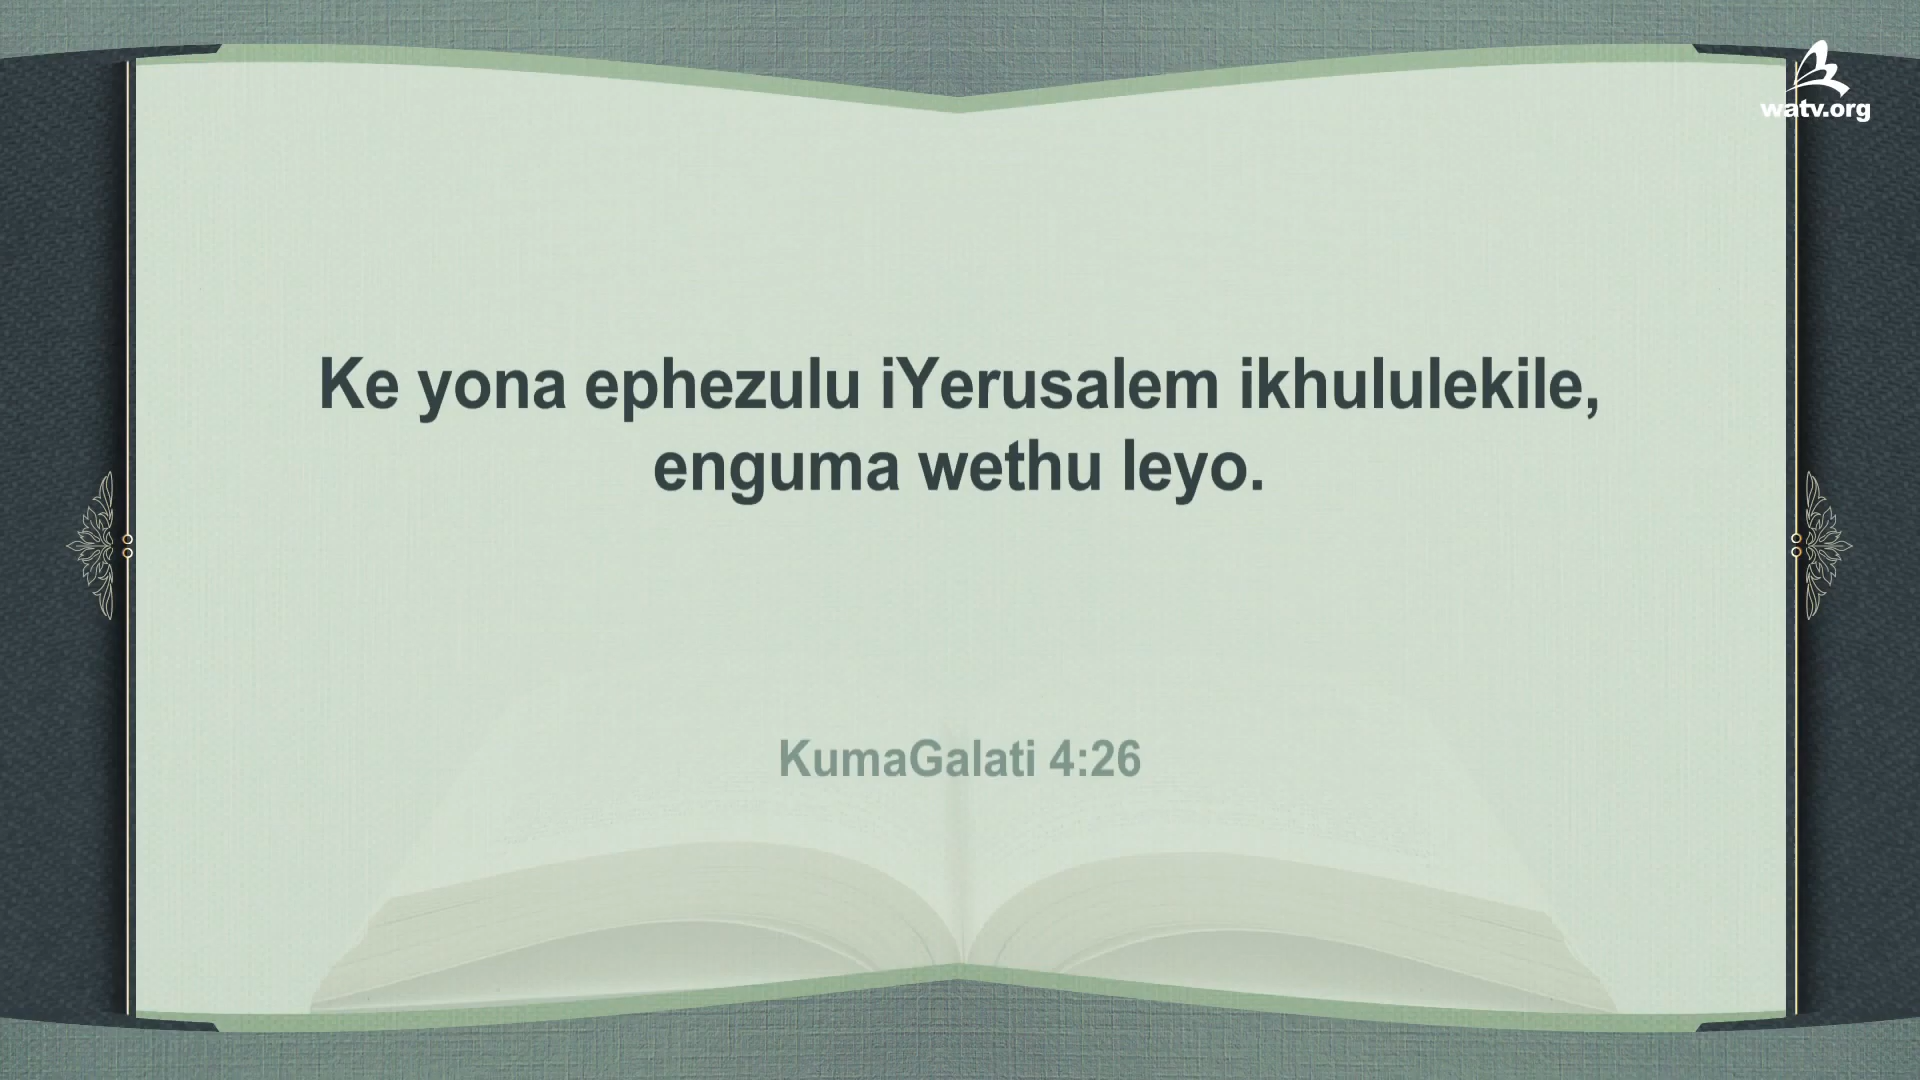 watv.org
Ke yona ephezulu iYerusalem ikhululekile,
enguma wethu leyo.
KumaGalati 4:26